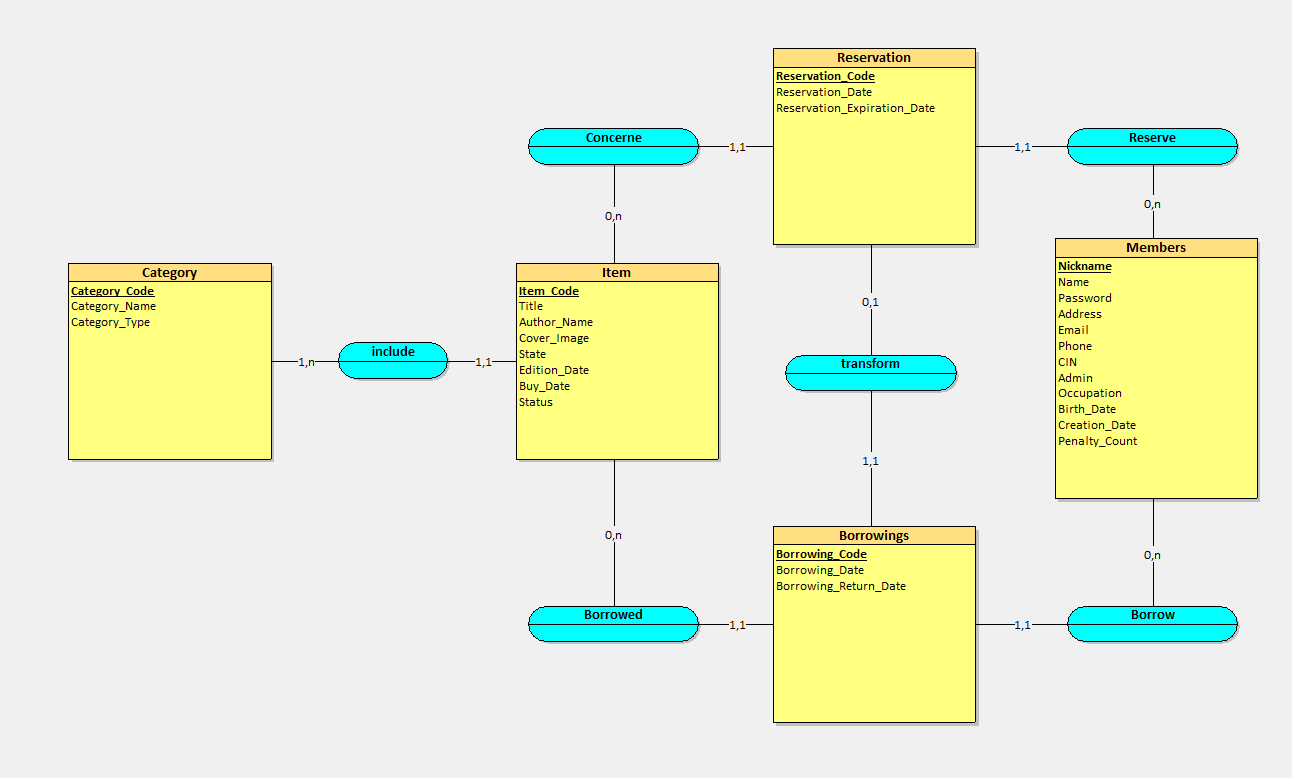 Reservation
Reservation_Code
Reservation_Date
Reservation_Expiration_Date
Concerne
1,1
1,1
Reserve
0,n
0,n
Category
Category_Code
Category_Name
Category_Type
1,n
include
1,1
Item
Item_Code
Title
Author_Name
Cover_Image
State
Edition_Date
Buy_Date
Status
0,1
transform
1,1
Members
Nickname
Name
Password
Address
Email
Phone
CIN
Admin
Occupation
Birth_Date
Creation_Date
Penalty_Count
0,n
0,n
Borrowed
1,1
Borrowings
Borrowing_Code
Borrowing_Date
Borrowing_Return_Date
1,1
Borrow